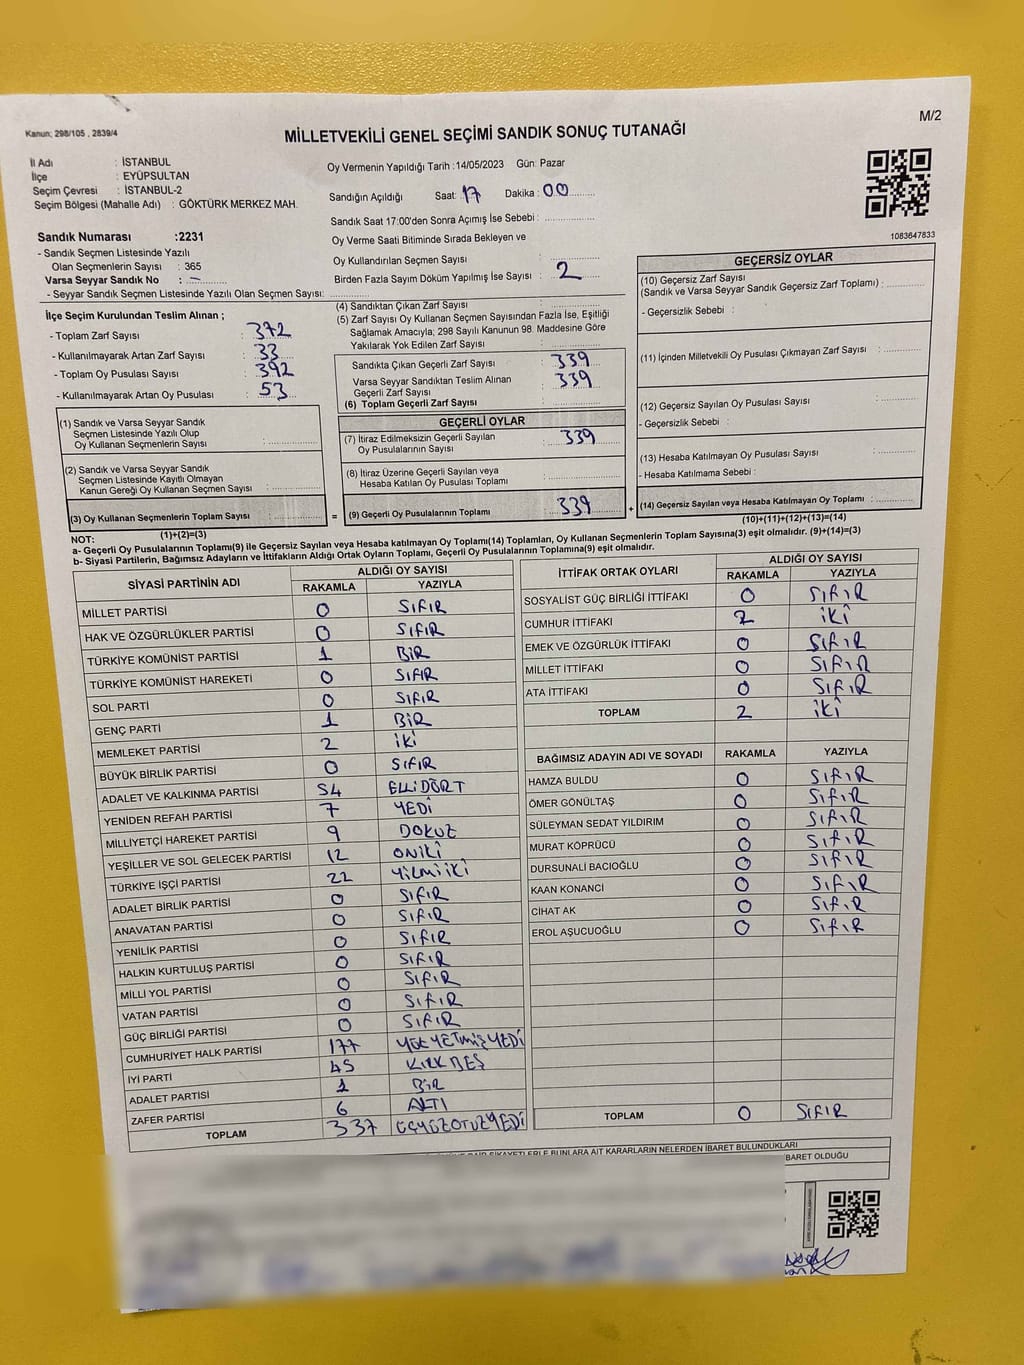 M/2
Kanun; 298/105 , 2839/4
MİLLETVEKİLİ GENEL SEÇİMİ SANDIK SONUÇ TUTANAĞI
İl Adı : İSTANBUL
İlçe : EYÜPSULTAN
Seçim Çevresi : İSTANBUL-2
Seçim Bölgesi (Mahalle Adı) : GÖKTÜRK MERKEZ MAH.
Sandık Numarası :2231
- Sandık Seçmen Listesinde Yazılı
Olan Seçmenlerin Sayısı : 365
Varsa Seyyar Sandık No : -
- Seyyar Sandık Seçmen Listesinde Yazılı Olan Seçmen Sayısı:
Oy Vermenin Yapıldığı Tarih :14/05/2023 Gün: Pazar
Sandığın Açıldığı Saat: 17 Dakika : 00
Sandık Saat 17:00'den Sonra Açımış İse Sebebi :
Oy Verme Saati Bitiminde Sırada Bekleyen ve
Oy Kullandırılan Seçmen Sayısı :
Birden Fazla Sayım Döküm Yapılmış İse Sayısı : 2
1083647833
İlçe Seçim Kurulundan Teslim Alınan ;
- Toplam Zarf Sayısı : 372
- Kullanılmayarak Artan Zarf Sayısı : 33
- Toplam Oy Pusulası Sayısı : 392
- Kullanılmayarak Artan Oy Pusulası : 53
(4) Sandıktan Çıkan Zarf Sayısı :
(5) Zarf Sayısı Oy Kullanan Seçmen Sayısından Fazla İse, Eşitliği
Sağlamak Amacıyla; 298 Sayılı Kanunun 98. Maddesine Göre
Yakılarak Yok Edilen Zarf Sayısı :
Sandıkta Çıkan Geçerli Zarf Sayısı : 339
Varsa Seyyar Sandıktan Teslim Alınan
Geçerli Zarf Sayısı : 339
(6) Toplam Geçerli Zarf Sayısı :
GEÇERSİZ OYLAR
(10) Geçersiz Zarf Sayısı
(Sandık ve Varsa Seyyar Sandık Geçersiz Zarf Toplamı) :
- Geçersizlik Sebebi :
(11) İçinden Milletvekili Oy Pusulası Çıkmayan Zarf Sayısı :
(12) Geçersiz Sayılan Oy Pusulası Sayısı :
- Geçersizlik Sebebi :
(13) Hesaba Katılmayan Oy Pusulası Sayısı :
- Hesaba Katılmama Sebebi :
(14) Geçersiz Sayılan veya Hesaba Katılmayan Oy Toplamı :
(10)+(11)+(12)+(13)=(14)
(1) Sandık ve Varsa Seyyar Sandık
Seçmen Listesinde Yazılı Olup
Oy Kullanan Seçmenlerin Sayısı :
(2) Sandık ve Varsa Seyyar Sandık
Seçmen Listesinde Kayıtlı Olmayan
Kanun Gereği Oy Kullanan Seçmen Sayısı :
(3) Oy Kullanan Seçmenlerin Toplam Sayısı :
(1)+(2)=(3)
GEÇERLİ OYLAR
(7) İtiraz Edilmeksizin Geçerli Sayılan
Oy Pusulalarının Sayısı : 339
(8) İtiraz Üzerine Geçerli Sayılan veya
Hesaba Katılan Oy Pusulası Toplamı :
= (9) Geçerli Oy Pusulalarının Toplamı : 339 +
NOT:
a- Geçerli Oy Pusulalarının Toplamı(9) ile Geçersiz Sayılan veya Hesaba katılmayan Oy Toplamı(14) Toplamları, Oy Kullanan Seçmenlerin Toplam Sayısına(3) eşit olmalıdır. (9)+(14)=(3)
b- Siyasi Partilerin, Bağımsız Adayların ve İttifakların Aldığı Ortak Oyların Toplamı, Geçerli Oy Pusulalarının Toplamına(9) eşit olmalıdır.
SİYASİ PARTİNİN ADI ALDIĞI OY SAYISI
RAKAMLA YAZIYLA
MİLLET PARTİSİ 0 SIFIR
HAK VE ÖZGÜRLÜKLER PARTİSİ 0 SIFIR
TÜRKİYE KOMÜNİST PARTİSİ 1 BİR
TÜRKİYE KOMÜNİST HAREKETİ 0 SIFIR
SOL PARTİ 0 SIFIR
GENÇ PARTİ 1 BİR
MEMLEKET PARTİSİ 2 İKİ
BÜYÜK BİRLİK PARTİSİ 0 SIFIR
ADALET VE KALKINMA PARTİSİ 54 ELLİDÖRT
YENİDEN REFAH PARTİSİ 7 YEDİ
MİLLİYETÇİ HAREKET PARTİSİ 9 DOKUZ
YEŞİLLER VE SOL GELECEK PARTİSİ 12 ONİKİ
TÜRKİYE İŞÇİ PARTİSİ 22 YİRMİİKİ
ADALET BİRLİK PARTİSİ 0 SIFIR
ANAVATAN PARTİSİ 0 SIFIR
YENİLİK PARTİSİ 0 SIFIR
HALKIN KURTULUŞ PARTİSİ 0 SIFIR
MİLLİ YOL PARTİSİ 0 SIFIR
VATAN PARTİSİ 0 SIFIR
GÜÇ BİRLİĞİ PARTİSİ 0 SIFIR
CUMHURİYET HALK PARTİSİ 177 YÜZYETMİŞYEDİ
İYİ PARTİ 45 KIRKBEŞ
ADALET PARTİSİ 1 BİR
ZAFER PARTİSİ 6 ALTI
TOPLAM 337 ÜÇYÜZOTUZYEDİ
İTTİFAK ORTAK OYLARI ALDIĞI OY SAYISI
RAKAMLA YAZIYLA
SOSYALİST GÜÇ BİRLİĞİ İTTİFAKI 0 SIFIR
CUMHUR İTTİFAKI 2 İKİ
EMEK VE ÖZGÜRLÜK İTTİFAKI 0 SIFIR
MİLLET İTTİFAKI 0 SIFIR
ATA İTTİFAKI 0 SIFIR
TOPLAM 2 İKİ
BAĞIMSIZ ADAYIN ADI VE SOYADI RAKAMLA YAZIYLA
HAMZA BULDU 0 SIFIR
ÖMER GÖNÜLTAŞ 0 SIFIR
SÜLEYMAN SEDAT YILDIRIM 0 SIFIR
MURAT KÖPRÜCÜ 0 SIFIR
DURSUNALİ BACIOĞLU 0 SIFIR
KAAN KONANCİ 0 SIFIR
CİHAT AK 0 SIFIR
EROL AŞUCUOĞLU 0 SIFIR
TOPLAM 0 SIFIR
ŞİKAYETLERLE BUNLARA AİT KARARLARIN NELERDEN İBARET BULUNDUKLARI
BARET OLDUĞU